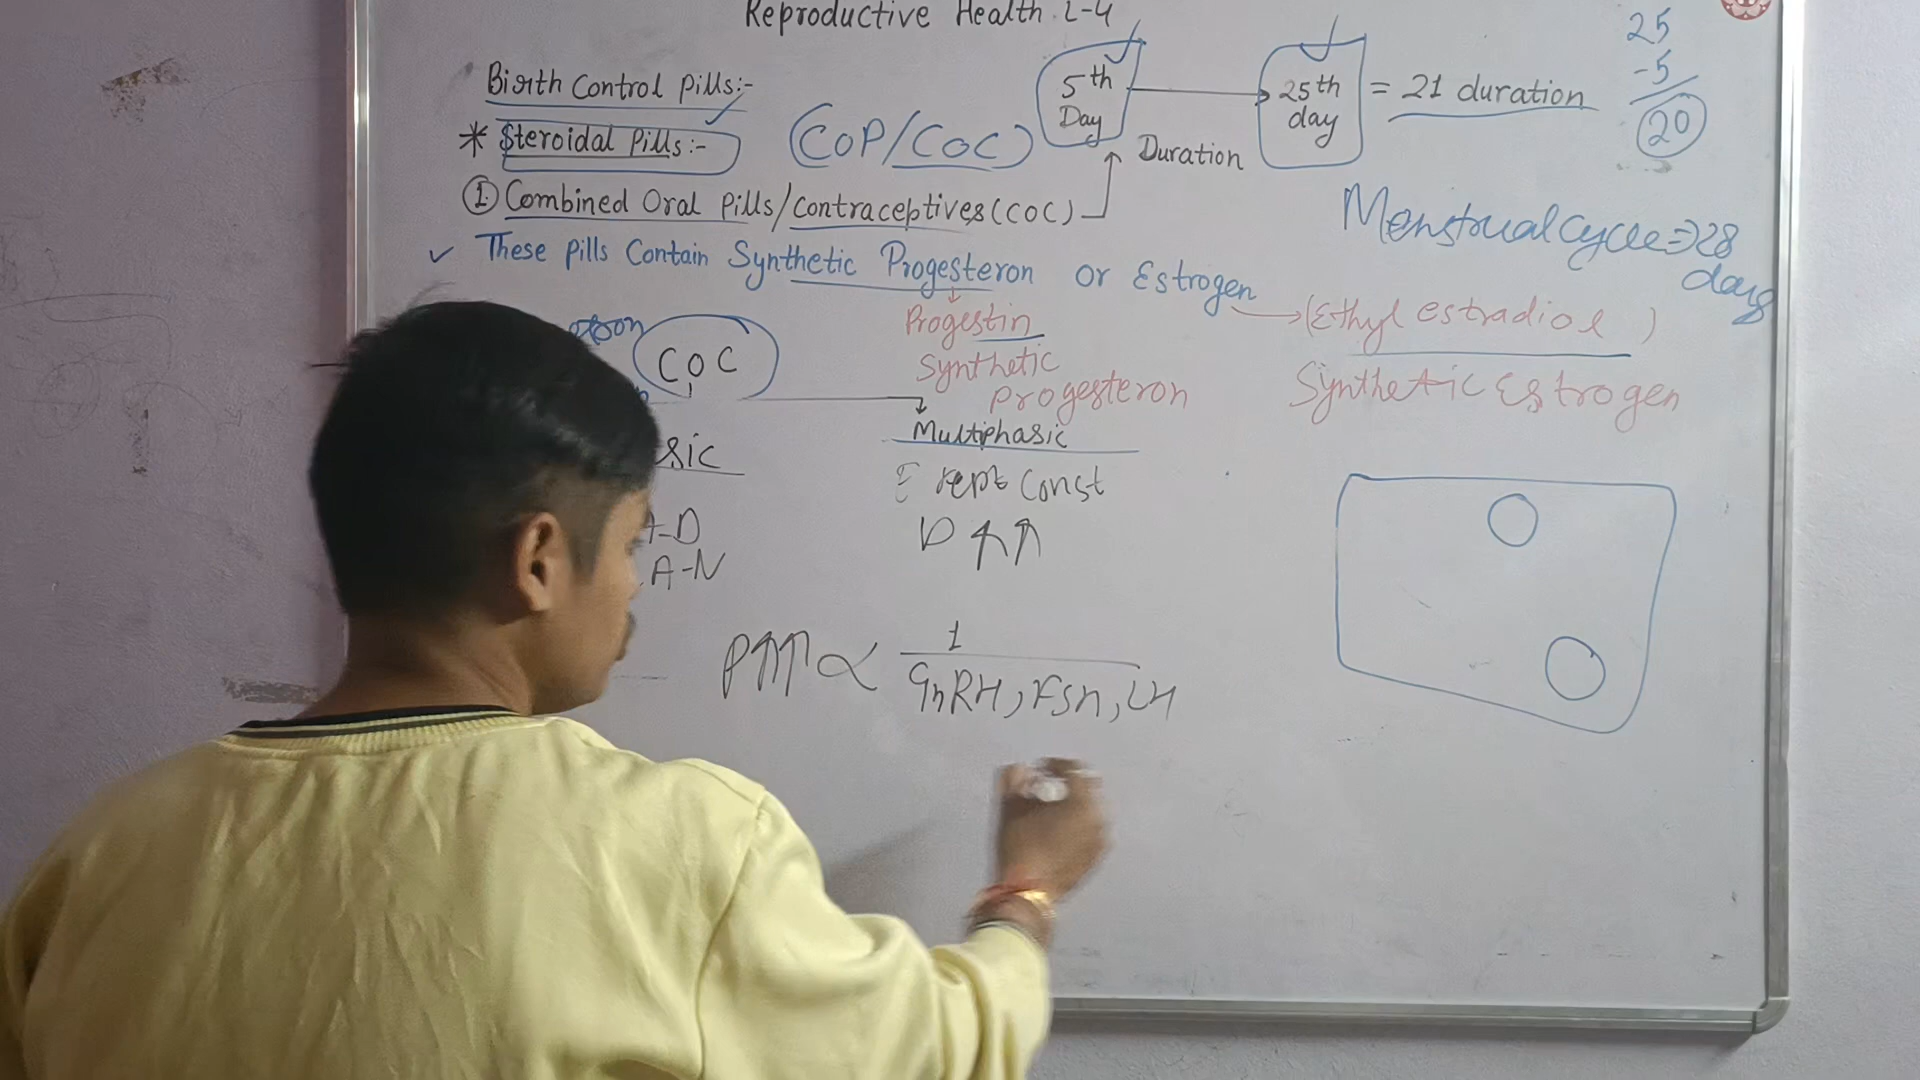 Reproductive Health L-4
Birth Control Pills:-
* Steroidal Pills:-
(COP/COC)
5th Day
25th day
= 21 duration
Duration
25
-5
20
① Combined Oral Pills/Contraceptives(COC)
Menstrual Cycle⇒28 days
✓ These Pills Contain Synthetic Progesteron or Estrogen
→(Ethyl estradiol)
Synthetic Estrogen
Progestin
Synthetic
Progesteron
COC
Multiphasic
sic
E kept Const
P ↑↑
A-N
P↑↑↑ ∝ 1
GnRH, FSH, LH